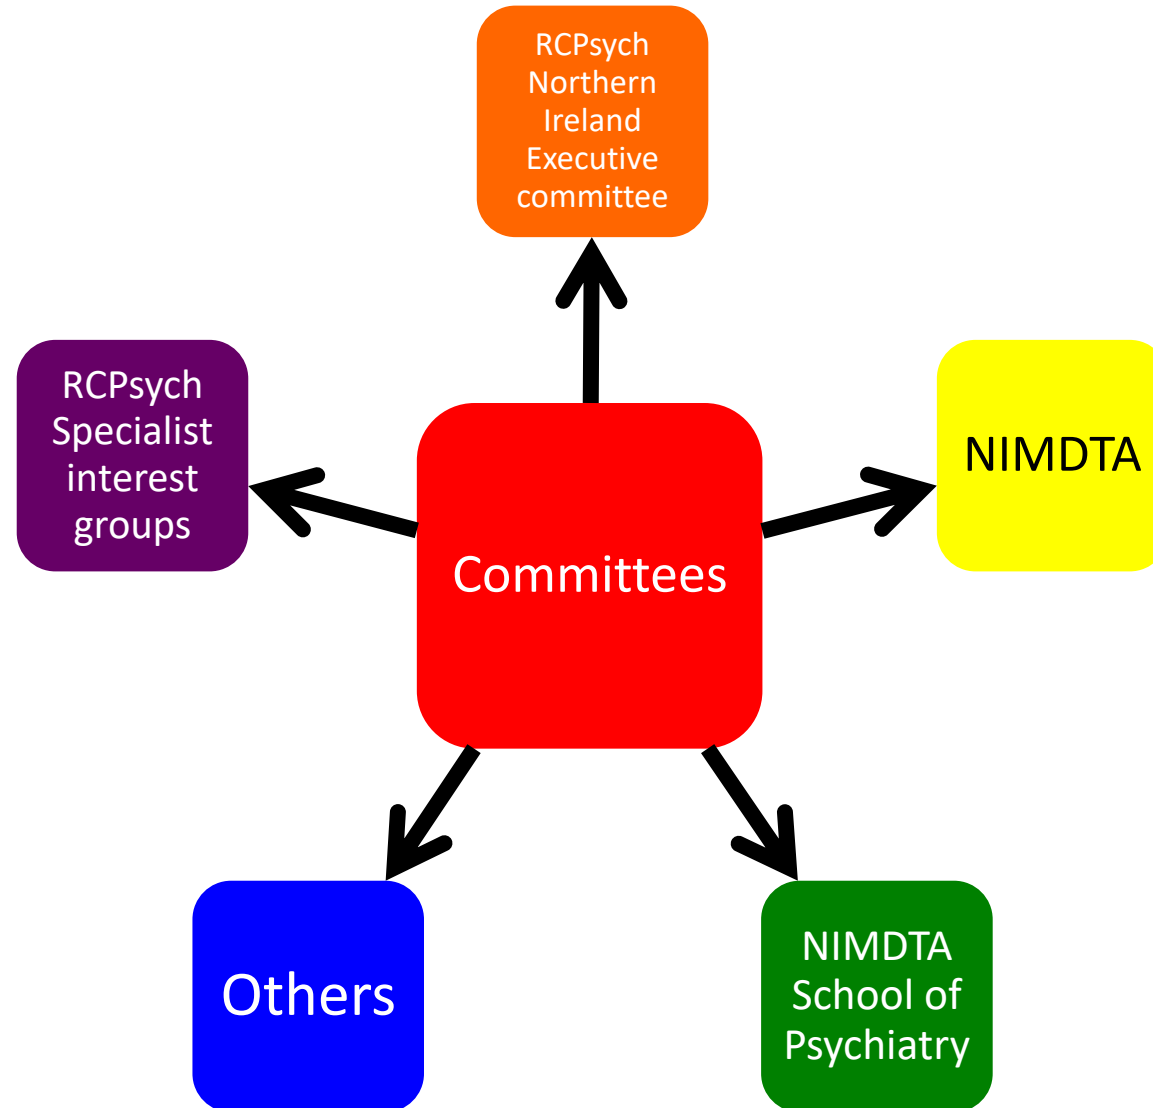 RCPsych
Northern
Ireland
Executive
committee
RCPsych
Specialist
interest
groups
NIMDTA
Committees
Others
NIMDTA
School of
Psychiatry